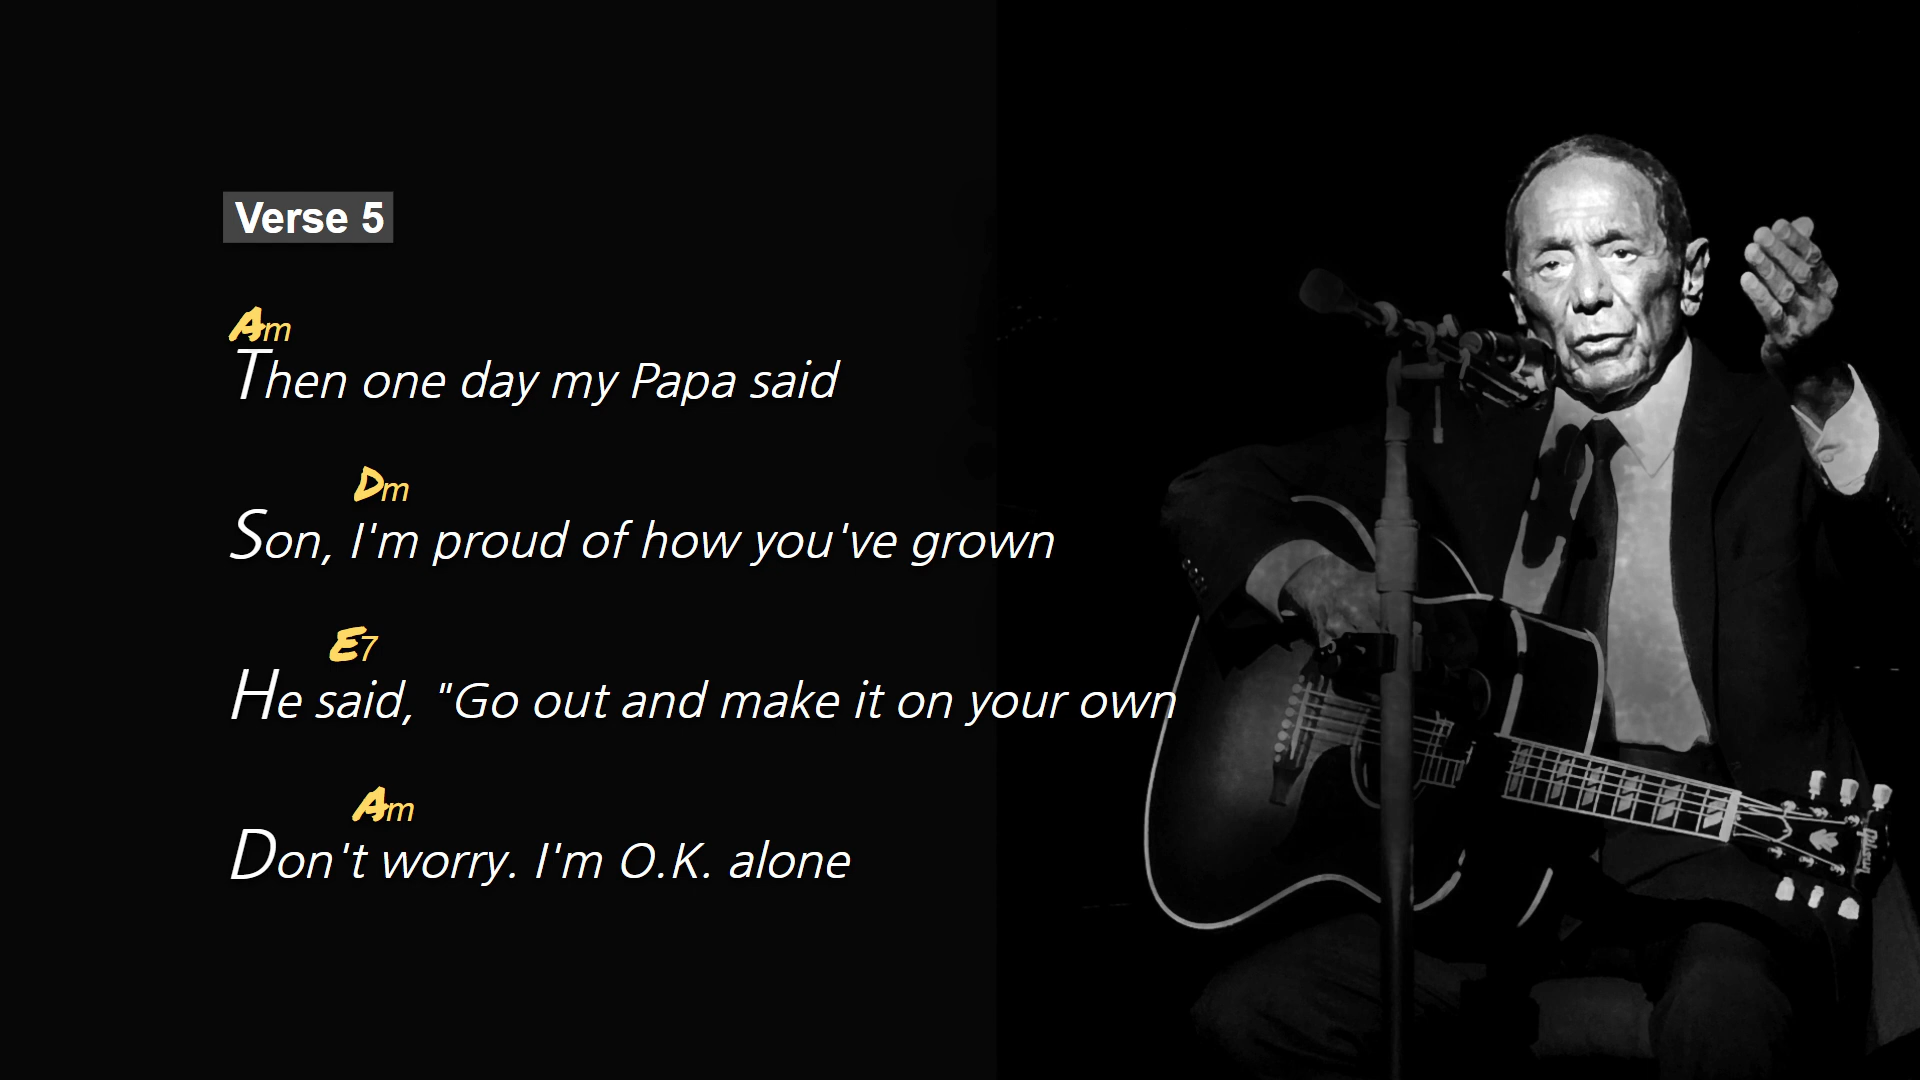 Verse 5
Am
Then one day my Papa said
Dm
Son, I'm proud of how you've grown
E7
He said, "Go out and make it on your own
Am
Don't worry. I'm O.K. alone
Gibson